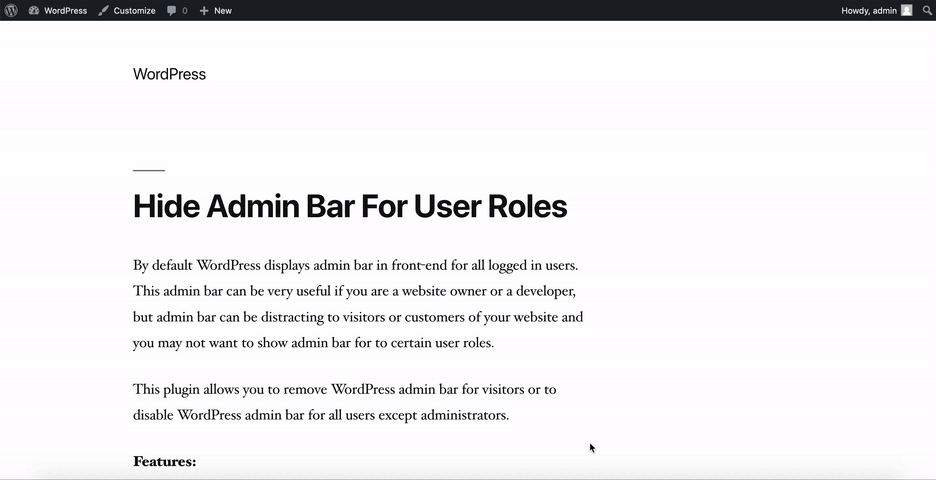 WordPress Customize 0 New Howdy, admin
WordPress
Hide Admin Bar For User Roles
By default WordPress displays admin bar in front-end for all logged in users.
This admin bar can be very useful if you are a website owner or a developer,
but admin bar can be distracting to visitors or customers of your website and
you may not want to show admin bar for to certain user roles.
This plugin allows you to remove WordPress admin bar for visitors or to
disable WordPress admin bar for all users except administrators.
Features: